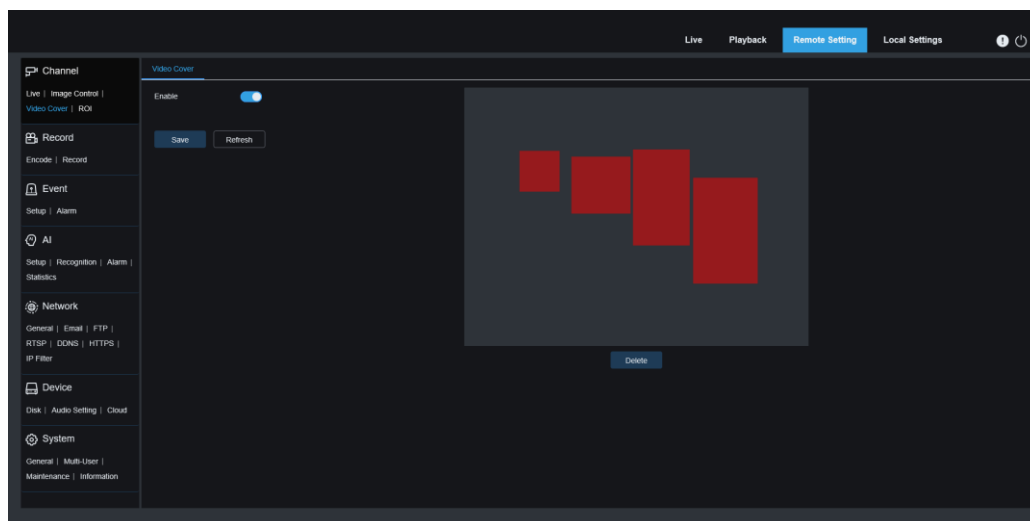 Live Playback Remote Setting Local Settings
Channel
Live | Image Control |
Video Cover | ROI
Record
Encode | Record
Event
Setup | Alarm
AI
Setup | Recognition | Alarm |
Statistics
Network
General | Email | FTP |
RTSP | DDNS | HTTPS |
IP Filter
Device
Disk | Audio Setting | Cloud
System
General | Multi-User |
Maintenance | Information
Video Cover
Enable
Save Refresh
Delete